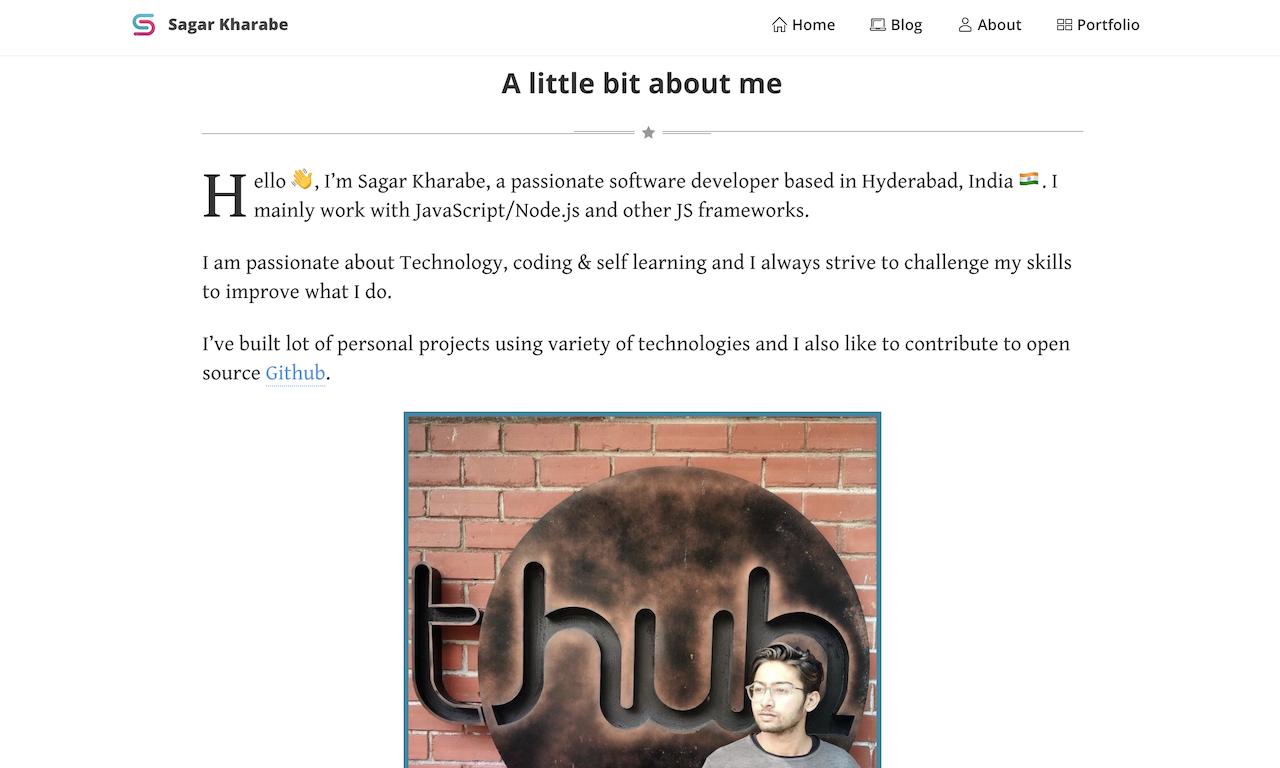 Sagar Kharabe
Home Blog About Portfolio
A little bit about me
Hello 👋, I’m Sagar Kharabe, a passionate software developer based in Hyderabad, India 🇮🇳. I
mainly work with JavaScript/Node.js and other JS frameworks.
I am passionate about Technology, coding & self learning and I always strive to challenge my skills
to improve what I do.
I’ve built lot of personal projects using variety of technologies and I also like to contribute to open
source Github.
thub